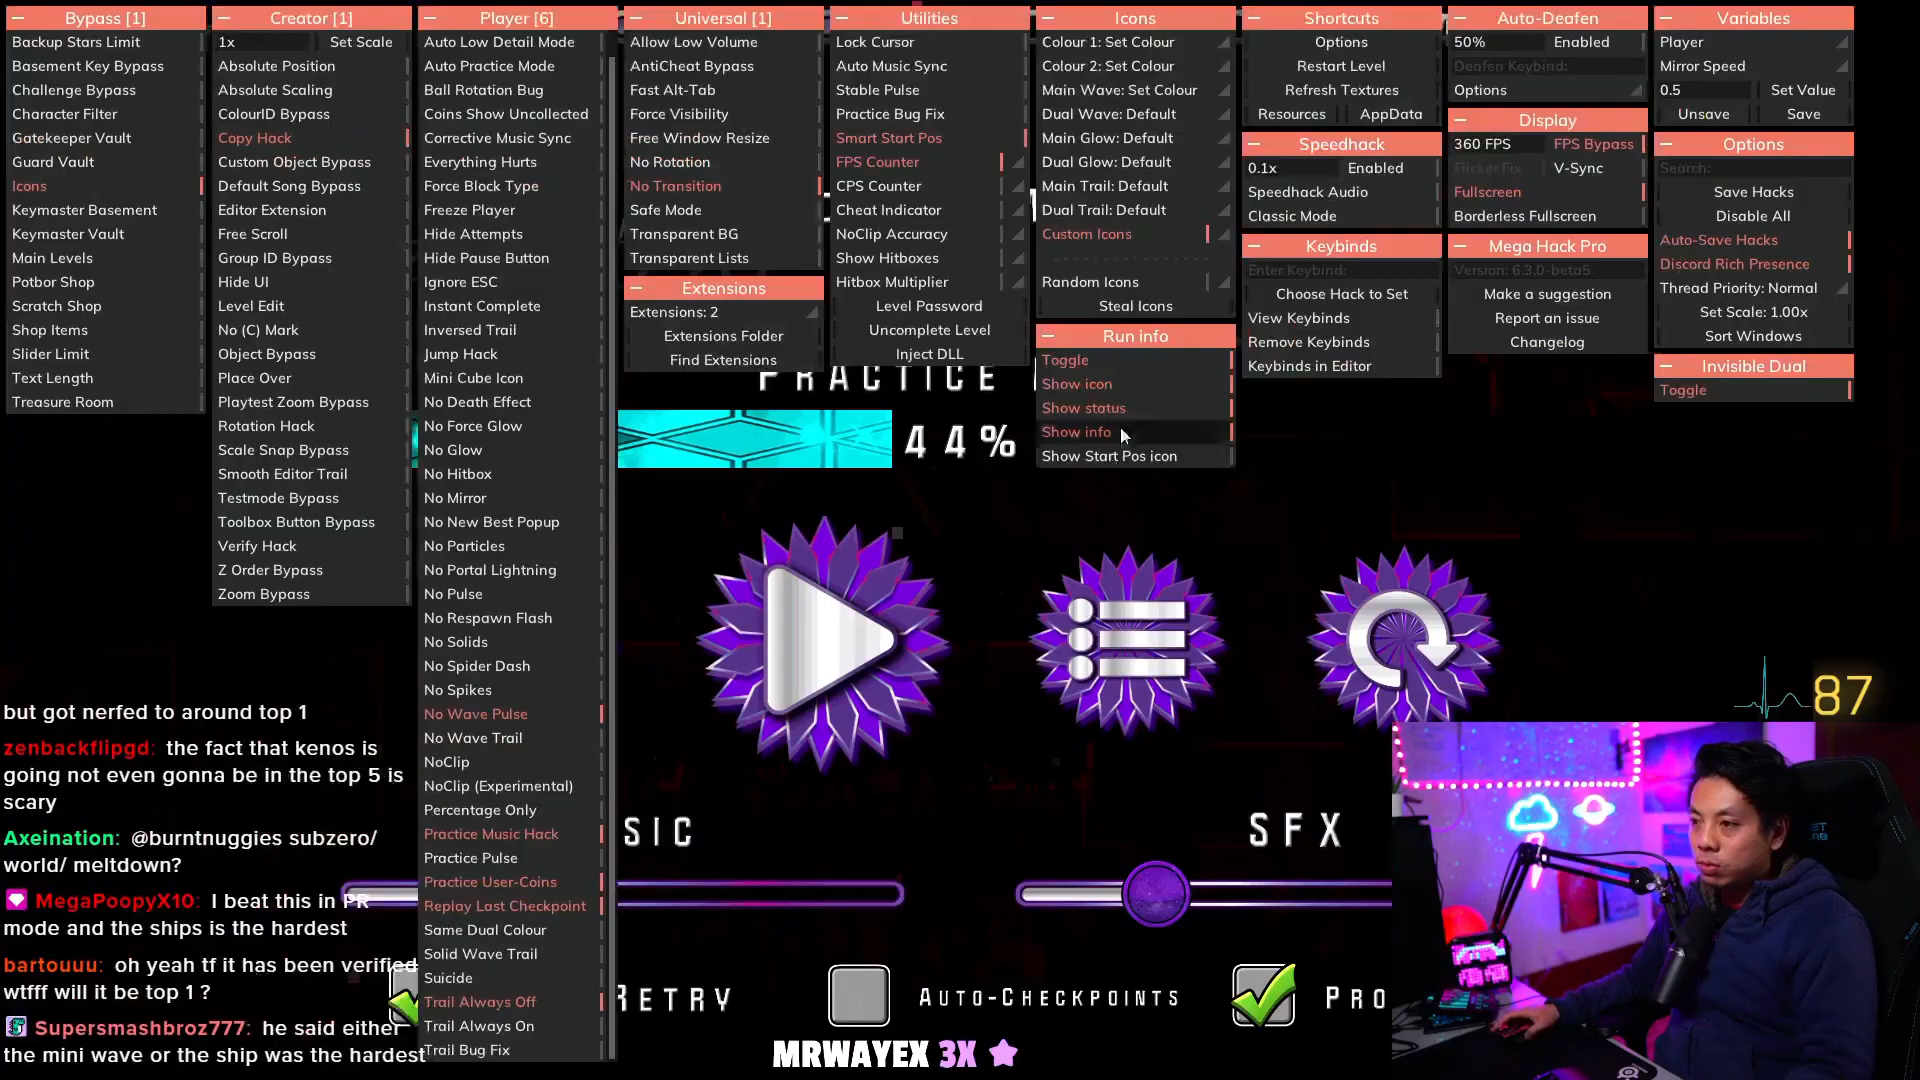 Bypass [1]
Backup Stars Limit
Basement Key Bypass
Challenge Bypass
Character Filter
Gatekeeper Vault
Guard Vault
Icons
Keymaster Basement
Keymaster Vault
Main Levels
Potbor Shop
Scratch Shop
Shop Items
Slider Limit
Text Length
Treasure Room
Creator [1]
1x Set Scale
Absolute Position
Absolute Scaling
ColourID Bypass
Copy Hack
Custom Object Bypass
Default Song Bypass
Editor Extension
Free Scroll
Group ID Bypass
Hide UI
Level Edit
No (C) Mark
Object Bypass
Place Over
Playtest Zoom Bypass
Rotation Hack
Scale Snap Bypass
Smooth Editor Trail
Testmode Bypass
Toolbox Button Bypass
Verify Hack
Z Order Bypass
Zoom Bypass
Player [6]
Auto Low Detail Mode
Auto Practice Mode
Ball Rotation Bug
Coins Show Uncollected
Corrective Music Sync
Everything Hurts
Force Block Type
Freeze Player
Hide Attempts
Hide Pause Button
Ignore ESC
Instant Complete
Inversed Trail
Jump Hack
Mini Cube Icon
No Death Effect
No Force Glow
No Glow
No Hitbox
No Mirror
No New Best Popup
No Particles
No Portal Lightning
No Pulse
No Respawn Flash
No Solids
No Spider Dash
No Spikes
No Wave Pulse
No Wave Trail
NoClip
NoClip (Experimental)
Percentage Only
Practice Music Hack
Practice Pulse
Practice User-Coins
Replay Last Checkpoint
Same Dual Colour
Solid Wave Trail
Suicide
Trail Always Off
Trail Always On
Trail Bug Fix
Universal [1]
Allow Low Volume
AntiCheat Bypass
Fast Alt-Tab
Force Visibility
Free Window Resize
No Rotation
No Transition
Safe Mode
Transparent BG
Transparent Lists
Extensions
Extensions: 2
Extensions Folder
Find Extensions
Utilities
Lock Cursor
Auto Music Sync
Stable Pulse
Practice Bug Fix
Smart Start Pos
FPS Counter
CPS Counter
Cheat Indicator
NoClip Accuracy
Show Hitboxes
Hitbox Multiplier
Level Password
Uncomplete Level
Inject DLL
Icons
Colour 1: Set Colour
Colour 2: Set Colour
Main Wave: Set Colour
Dual Wave: Default
Main Glow: Default
Dual Glow: Default
Main Trail: Default
Dual Trail: Default
Custom Icons
Random Icons
Steal Icons
Run info
Toggle
Show icon
Show status
Show info
Show Start Pos icon
Shortcuts
Options
Restart Level
Refresh Textures
Resources AppData
Speedhack
0.1x Enabled
Speedhack Audio
Classic Mode
Keybinds
Enter Keybind:
Choose Hack to Set
View Keybinds
Remove Keybinds
Keybinds in Editor
Auto-Deafen
50% Enabled
Deafen Keybind:
Options
Display
360 FPS FPS Bypass
Flicker Fix V-Sync
Fullscreen
Borderless Fullscreen
Mega Hack Pro
Version: 6.3.0-beta5
Make a suggestion
Report an issue
Changelog
Variables
Player
Mirror Speed
0.5 Set Value
Unsave Save
Options
Search:
Save Hacks
Disable All
Auto-Save Hacks
Discord Rich Presence
Thread Priority: Normal
Set Scale: 1.00x
Sort Windows
Invisible Dual
Toggle
PRACTICE
44%
SIC
SFX
RETRY
AUTO-CHECKPOINTS
PRO
87
but got nerfed to around top 1
zenbackflipgd: the fact that kenos is
going not even gonna be in the top 5 is
scary
Axeination: @burntnuggies subzero/
world/ meltdown?
MegaPoopyX10: I beat this in PR
mode and the ships is the hardest
bartouuu: oh yeah tf it has been verified
wtfff will it be top 1 ?
Supersmashbroz777: he said either
the mini wave or the ship was the hardest
MRWAYEX 3X